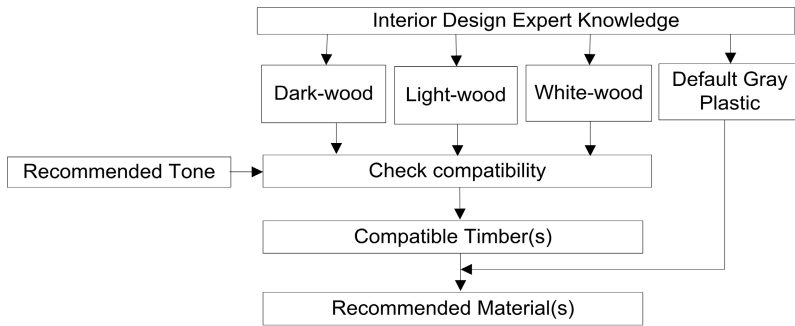 Interior Design Expert Knowledge
Dark-wood
Light-wood
White-wood
Default Gray
Plastic
Recommended Tone
Check compatibility
Compatible Timber(s)
Recommended Material(s)